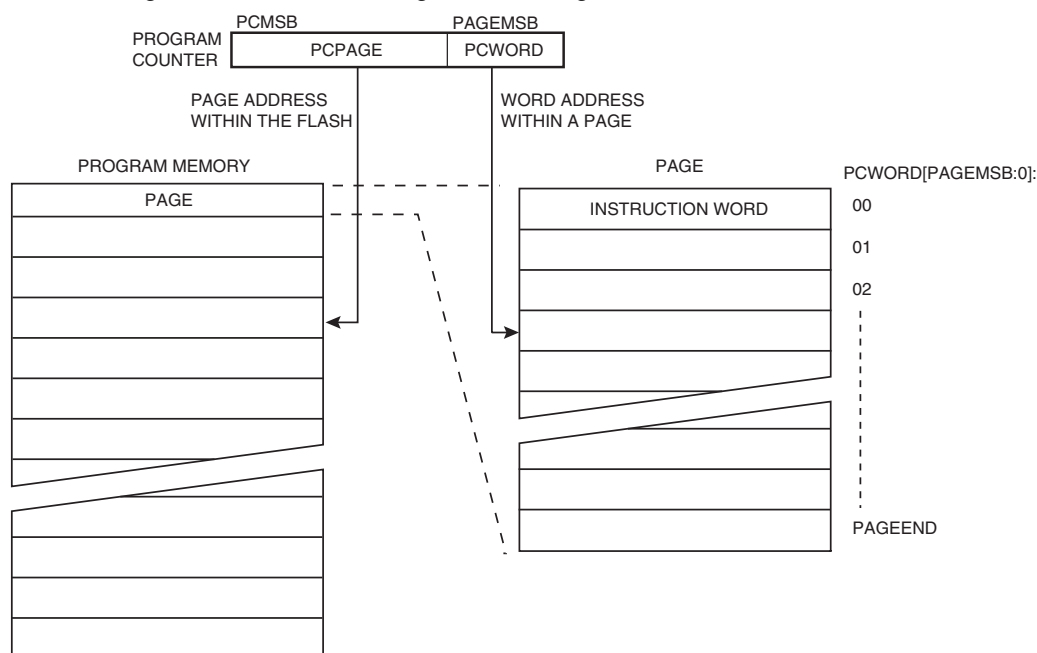 PCMSB
PAGEMSB
PROGRAM
COUNTER
PCPAGE
PCWORD
PAGE ADDRESS
WITHIN THE FLASH
WORD ADDRESS
WITHIN A PAGE
PROGRAM MEMORY
PAGE
PAGE
PCWORD[PAGEMSB:0]:
INSTRUCTION WORD
00
01
02
PAGEEND